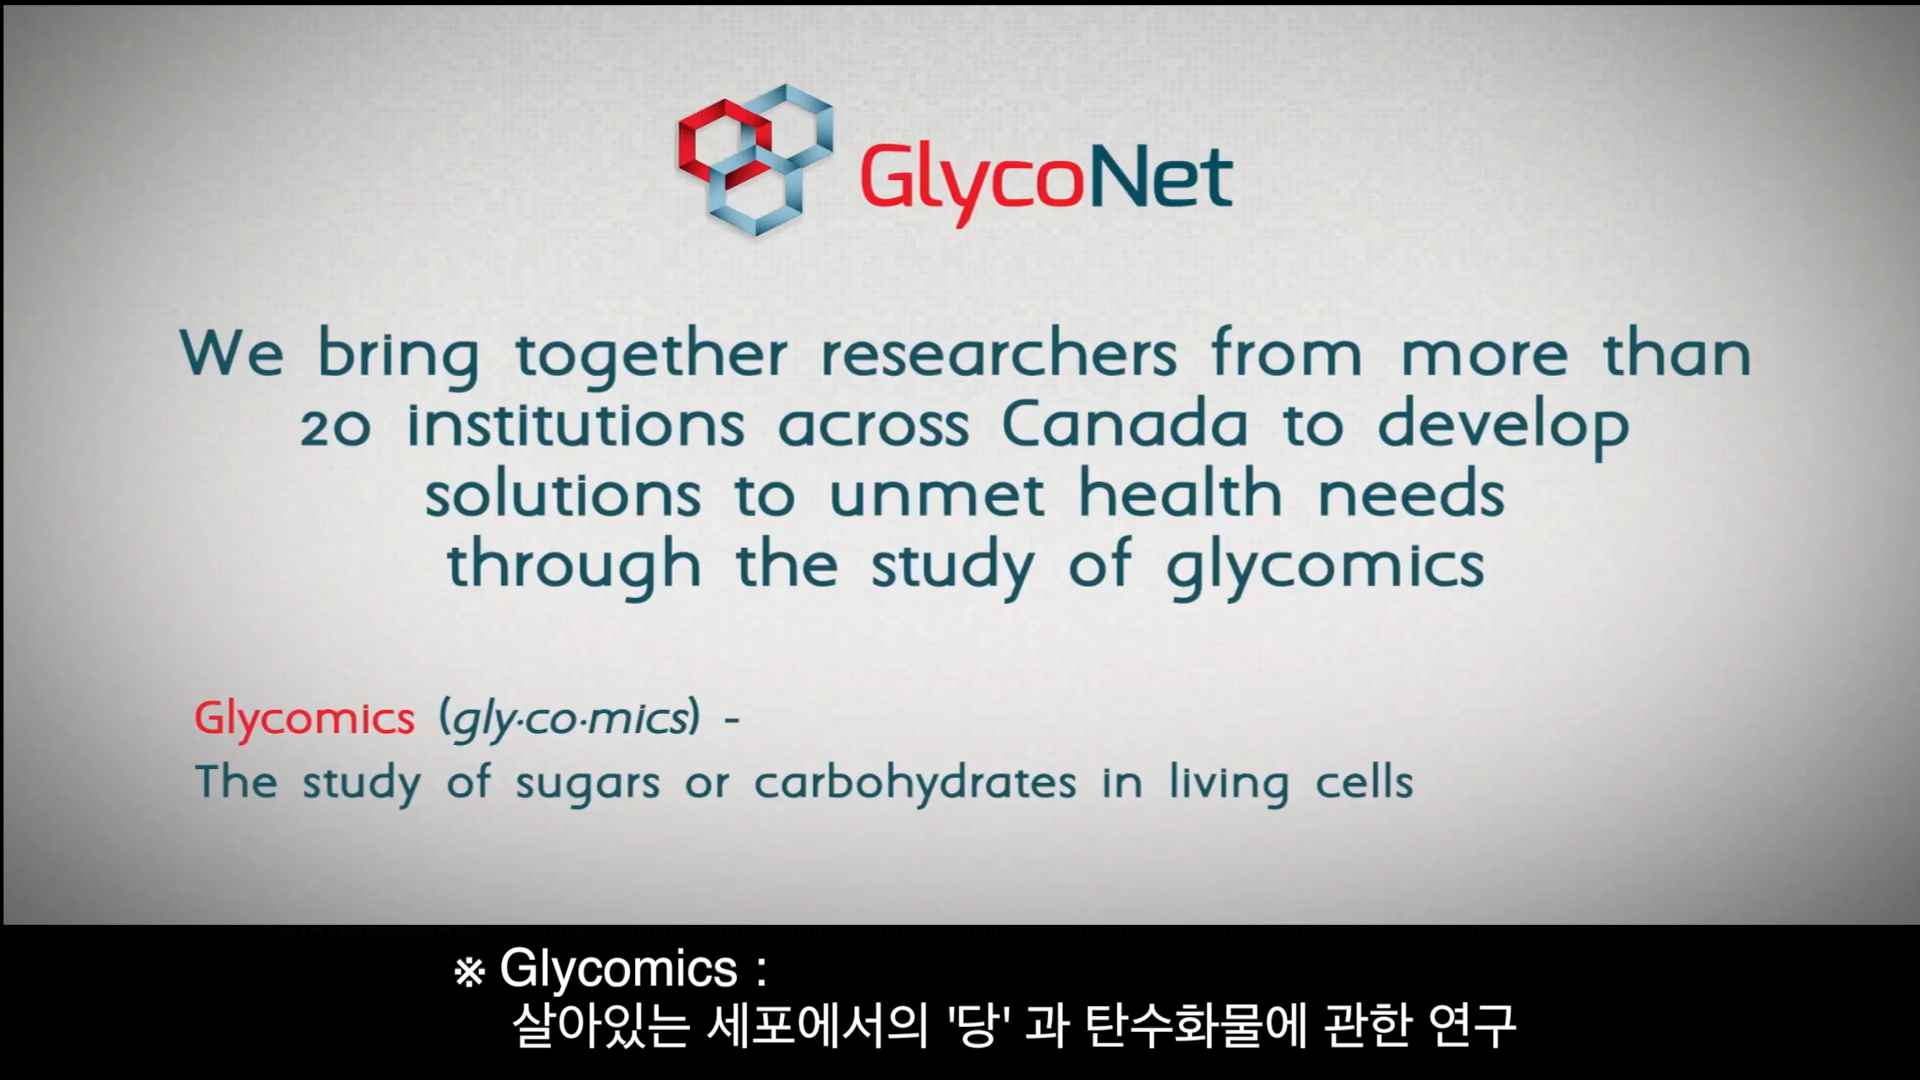 GlycoNet
We bring together researchers from more than
20 institutions across Canada to develop
solutions to unmet health needs
through the study of glycomics
Glycomics (gly·co·mics) -
The study of sugars or carbohydrates in living cells
※ Glycomics :
살아있는 세포에서의 '당' 과 탄수화물에 관한 연구